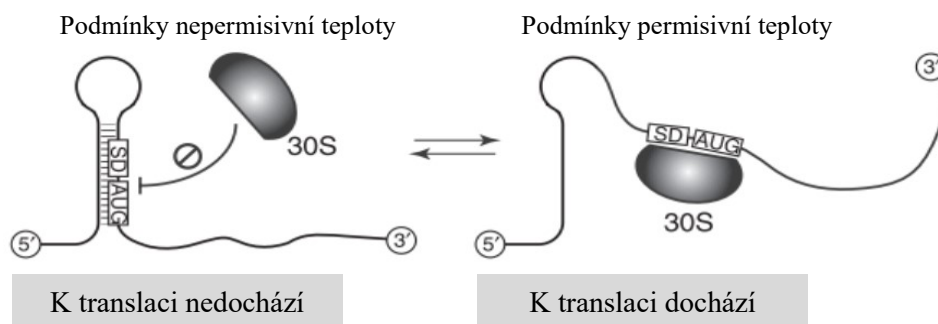 Podmínky nepermisivní teploty
Podmínky permisivní teploty
3′
30S
SD
AUG
SD
AUG
30S
5′
3′
5′
K translaci nedochází
K translaci dochází